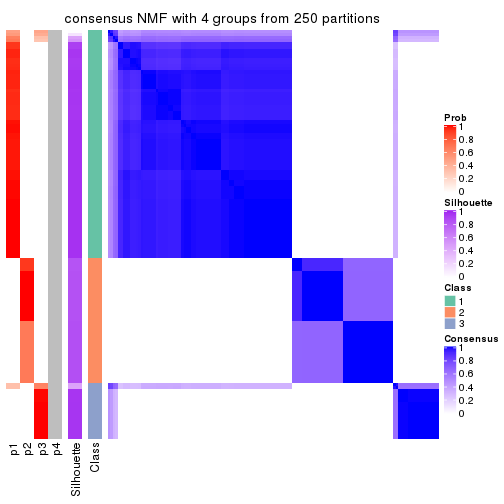 consensus NMF with 4 groups from 250 partitions
Prob
1
0.8
0.6
0.4
0.2
0
Silhouette
1
0.8
0.6
0.4
0.2
0
Class
1
2
3
Consensus
1
0.8
0.6
0.4
0.2
0
p1
p2
p3
p4
Silhouette
Class